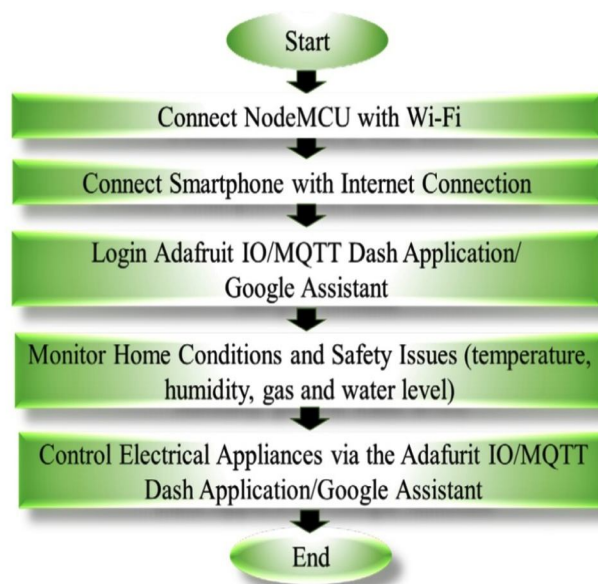 Start
Connect NodeMCU with Wi-Fi
Connect Smartphone with Internet Connection
Login Adafruit IO/MQTT Dash Application/
Google Assistant
Monitor Home Conditions and Safety Issues (temperature,
humidity, gas and water level)
Control Electrical Appliances via the Adafurit IO/MQTT
Dash Application/Google Assistant
End